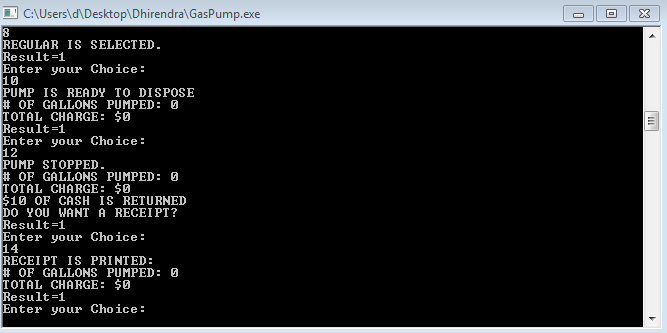 C:\Users\d\Desktop\Dhirendra\GasPump.exe
8
REGULAR IS SELECTED.
Result=1
Enter your Choice:
10
PUMP IS READY TO DISPOSE
# OF GALLONS PUMPED: 0
TOTAL CHARGE: $0
Result=1
Enter your Choice:
12
PUMP STOPPED.
# OF GALLONS PUMPED: 0
TOTAL CHARGE: $0
$10 OF CASH IS RETURNED
DO YOU WANT A RECEIPT?
Result=1
Enter your Choice:
14
RECEIPT IS PRINTED:
# OF GALLONS PUMPED: 0
TOTAL CHARGE: $0
Result=1
Enter your Choice: